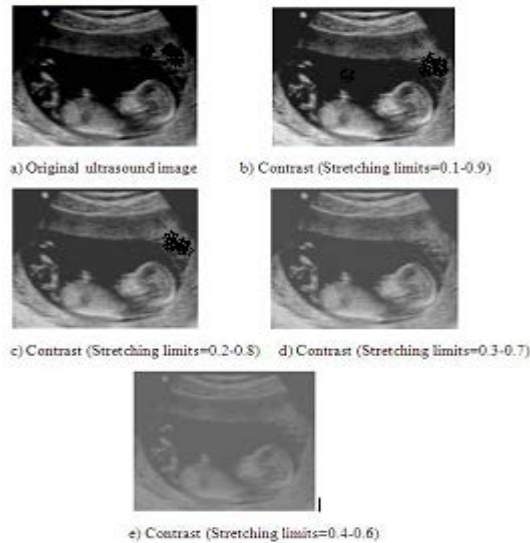 a) Original ultrasound image
b) Contrast (Stretching limits=0.1-0.9)
c) Contrast (Stretching limits=0.2-0.8)
d) Contrast (Stretching limits=0.3-0.7)
e) Contrast (Stretching limits=0.4-0.6)